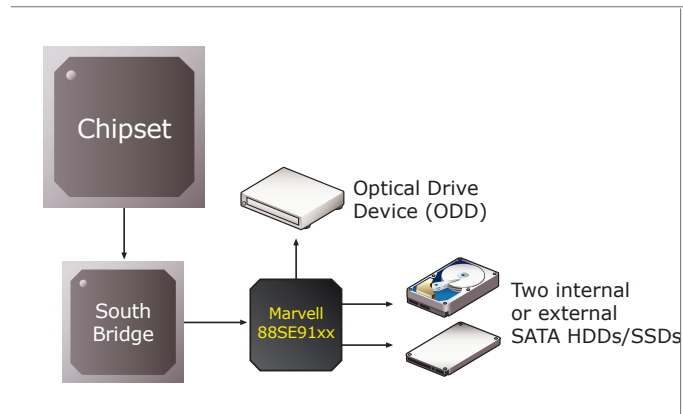 Chipset
Optical Drive
Device (ODD)
South
Bridge
Marvell
88SE91xx
Two internal
or external
SATA HDDs/SSDs